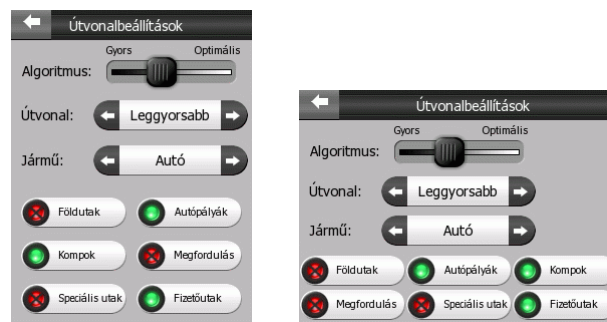 Útvonalbeállítások
Gyors Optimális
Algoritmus:
Útvonal: Leggyorsabb
Jármű: Autó
Földutak Autópályák
Kompok Megfordulás
Speciális utak Fizetőutak
Útvonalbeállítások
Gyors Optimális
Algoritmus:
Útvonal: Leggyorsabb
Jármű: Autó
Földutak Autópályák Kompok
Megfordulás Speciális utak Fizetőutak